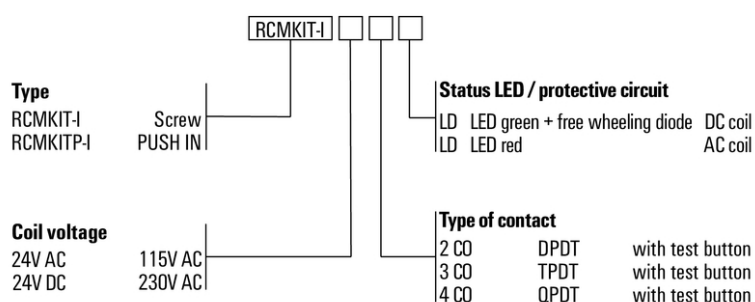 RCMKIT-I
Type
RCMKIT-I Screw
RCMKITP-I PUSH IN
Status LED / protective circuit
LD LED green + free wheeling diode DC coil
LD LED red AC coil
Coil voltage
24V AC 115V AC
24V DC 230V AC
Type of contact
2 CO DPDT with test button
3 CO TPDT with test button
4 CO QPDT with test button